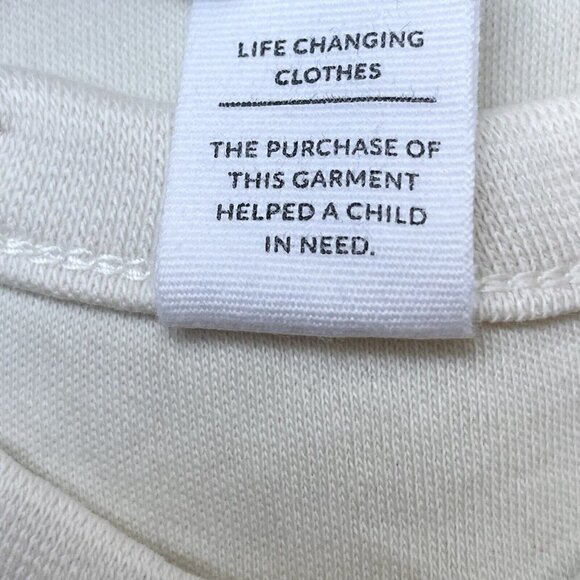 LIFE CHANGING
CLOTHES
THE PURCHASE OF
THIS GARMENT
HELPED A CHILD
IN NEED.